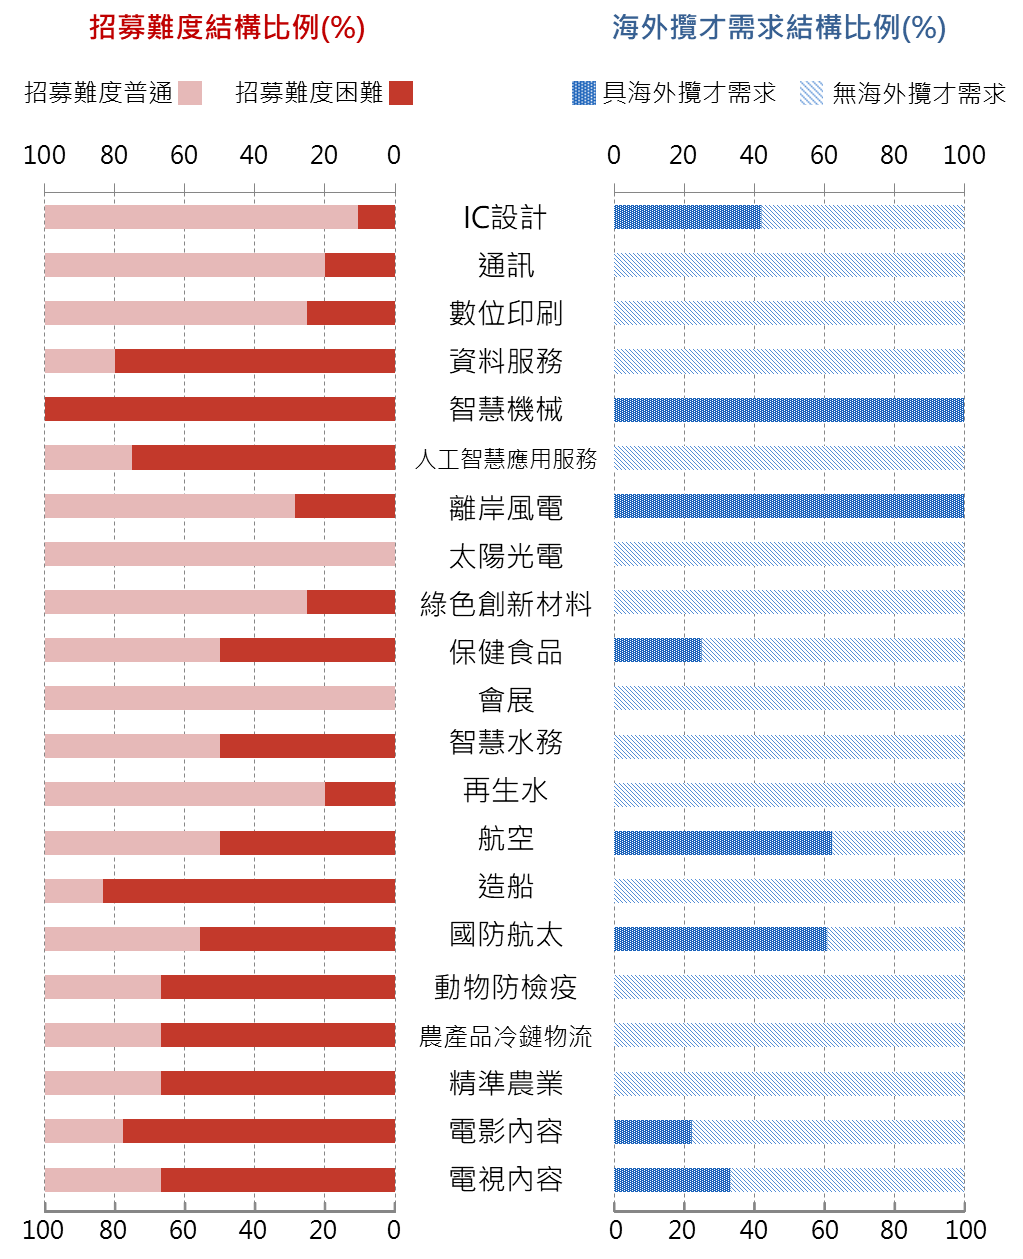 招募難度結構比例(%)
海外攬才需求結構比例(%)
招募難度普通 招募難度困難
具海外攬才需求 無海外攬才需求
100 80 60 40 20 0
0 20 40 60 80 100
IC設計
通訊
數位印刷
資料服務
智慧機械
人工智慧應用服務
離岸風電
太陽光電
綠色創新材料
保健食品
會展
智慧水務
再生水
航空
造船
國防航太
動物防檢疫
農產品冷鏈物流
精準農業
電影內容
電視內容
100 80 60 40 20 0
0 20 40 60 80 100